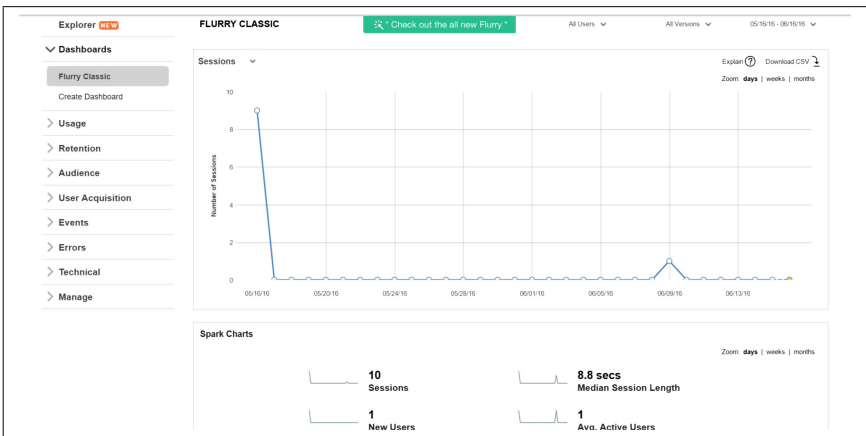 Explorer NEW
FLURRY CLASSIC
* Check out the all new Flurry *
All Users
All Versions
05/16/16 - 06/16/16
Dashboards
Flurry Classic
Create Dashboard
Usage
Retention
Audience
User Acquisition
Events
Errors
Technical
Manage
Sessions
Explain ?
Download CSV
Zoom: days | weeks | months
Number of Sessions
10
8
6
4
2
0
05/16/16
05/20/16
05/24/16
05/28/16
06/01/16
06/05/16
06/09/16
06/13/16
Spark Charts
Zoom: days | weeks | months
10
Sessions
8.8 secs
Median Session Length
1
New Users
1
Avg. Active Users